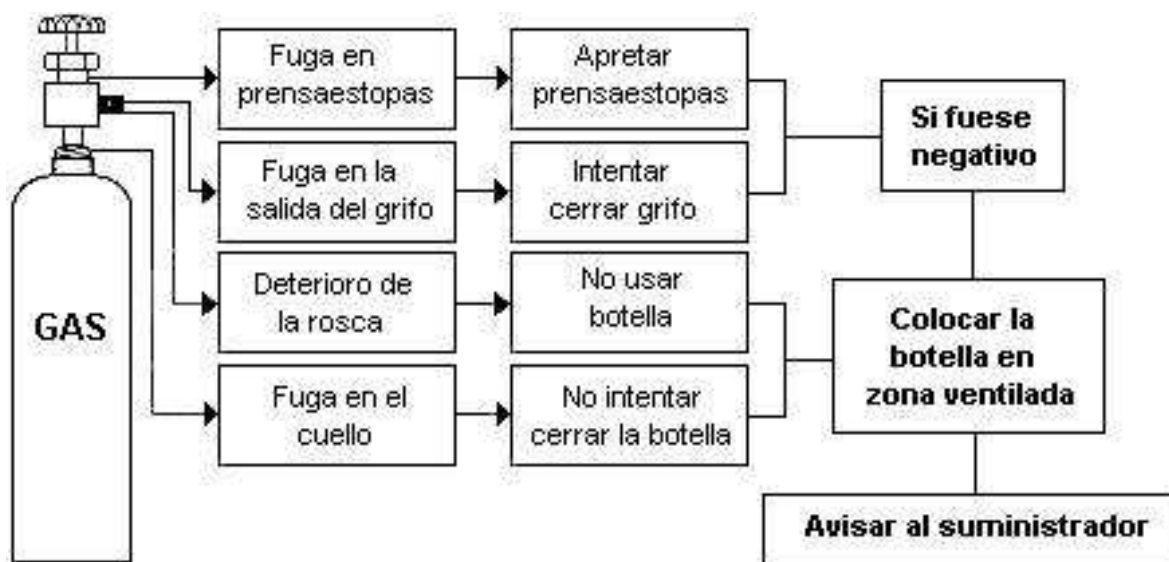 GAS
Fuga en
prensaestopas
Apretar
prensaestopas
Si fuese
negativo
Fuga en la
salida del grifo
Intentar
cerrar grifo
Deterioro de
la rosca
No usar
botella
Colocar la
botella en
zona ventilada
Fuga en el
cuello
No intentar
cerrar la botella
Avisar al suministrador